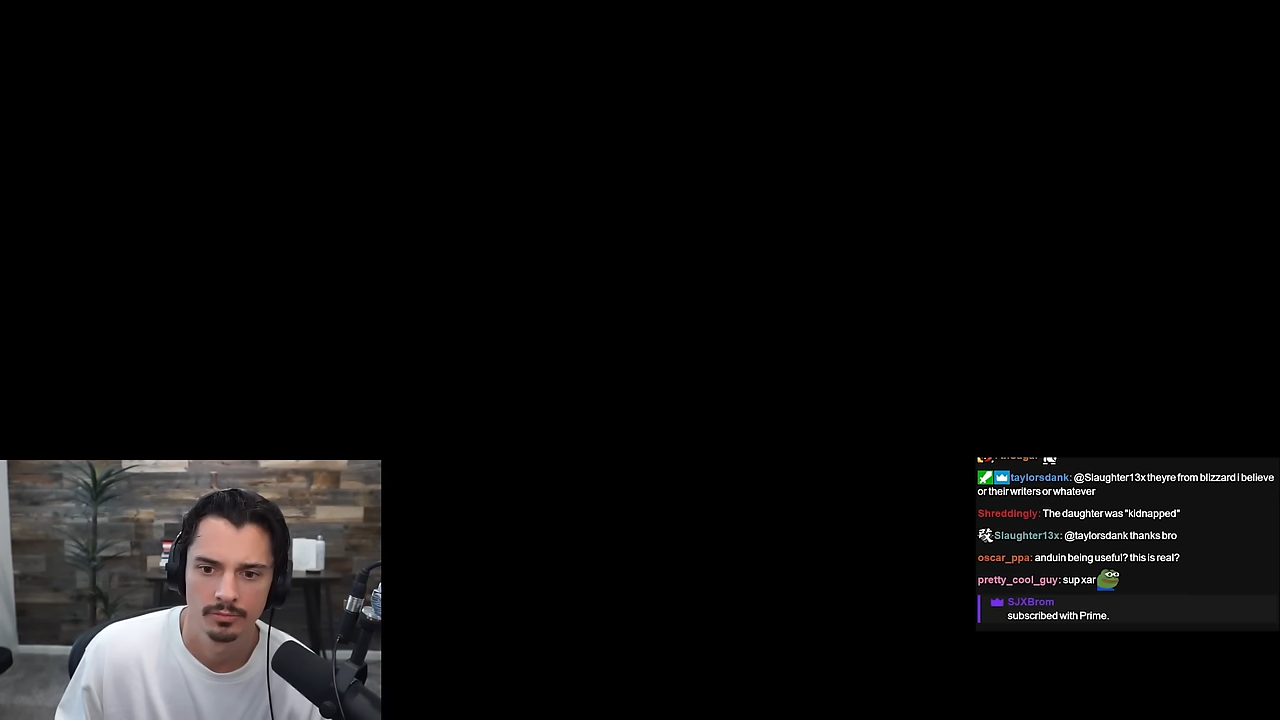 taylorsdank: @Slaughter13x theyre from blizzard i believe
or their writers or whatever
Shreddingly: The daughter was "kidnapped"
Slaughter13x: @taylorsdank thanks bro
oscar_ppa: anduin being useful? this is real?
pretty_cool_guy: sup xar
SJXBrom
subscribed with Prime.